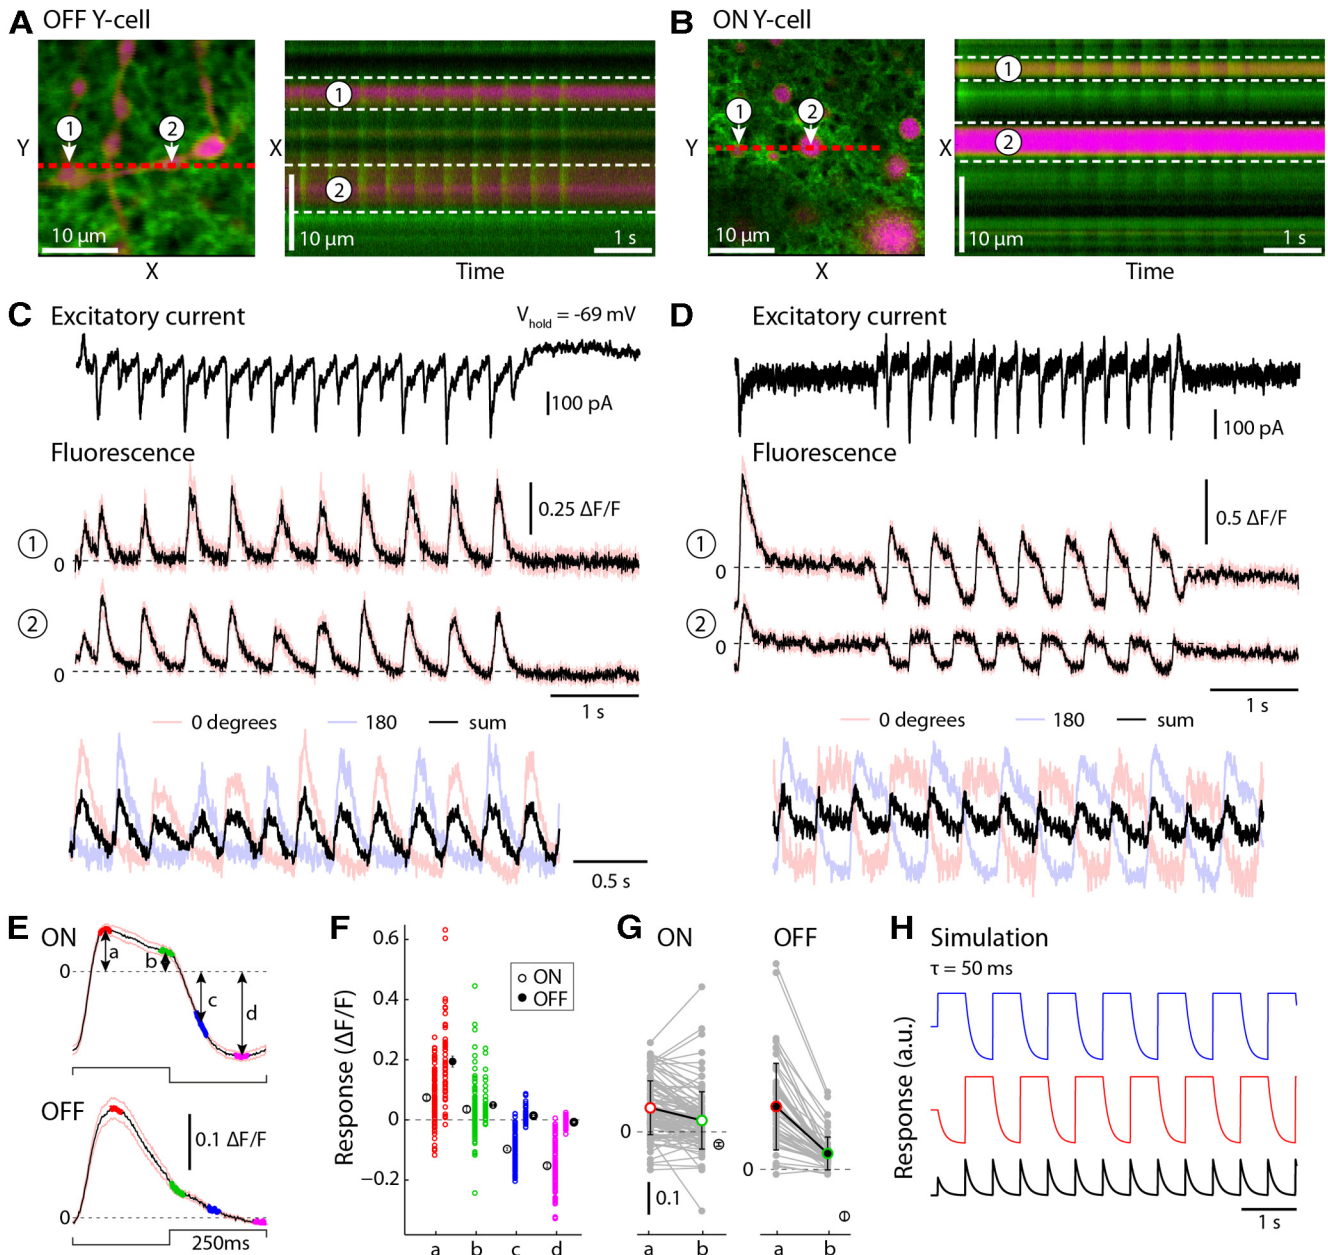 A OFF Y-cell
B ON Y-cell
1 2
Y
10 µm
X
1
X
2
10 µm
1 s
Time
1 2
Y
10 µm
X
1
X
2
10 µm
1 s
Time
C Excitatory current
Vhold = -69 mV
100 pA
Fluorescence
0.25 ΔF/F
1
0
2
0
1 s
0 degrees 180 sum
0.5 s
D Excitatory current
100 pA
Fluorescence
0.5 ΔF/F
1
0
2
0
1 s
0 degrees 180 sum
E ON
0
a
b
c
d
OFF
0.1 ΔF/F
0
250ms
F
Response (ΔF/F)
0.6
0.4
0.2
0
−0.2
ON
OFF
a b c d
G ON OFF
0
0
0.1
a b a b
H Simulation
τ = 50 ms
Response (a.u.)
1 s